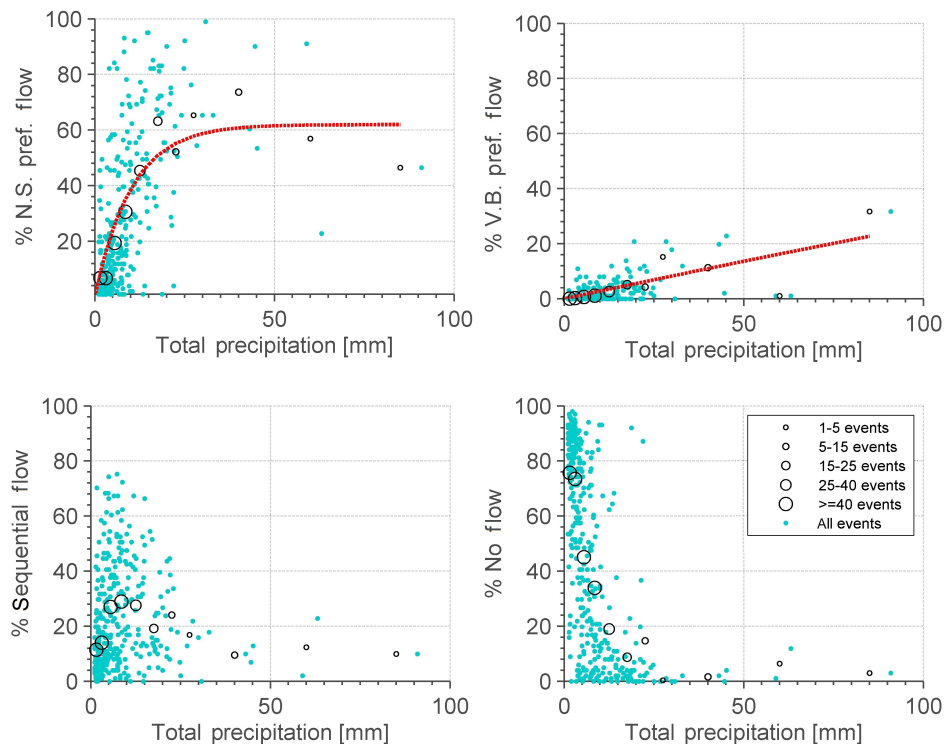 100
80
60
40
20
0
50
100
% N.S. pref. flow
Total precipitation [mm]
100
80
60
40
20
0
0
50
100
% V.B. pref. flow
Total precipitation [mm]
100
80
60
40
20
0
0
50
100
% Sequential flow
Total precipitation [mm]
100
80
60
40
20
0
0
50
100
% No flow
Total precipitation [mm]
1-5 events
5-15 events
15-25 events
25-40 events
>=40 events
All events